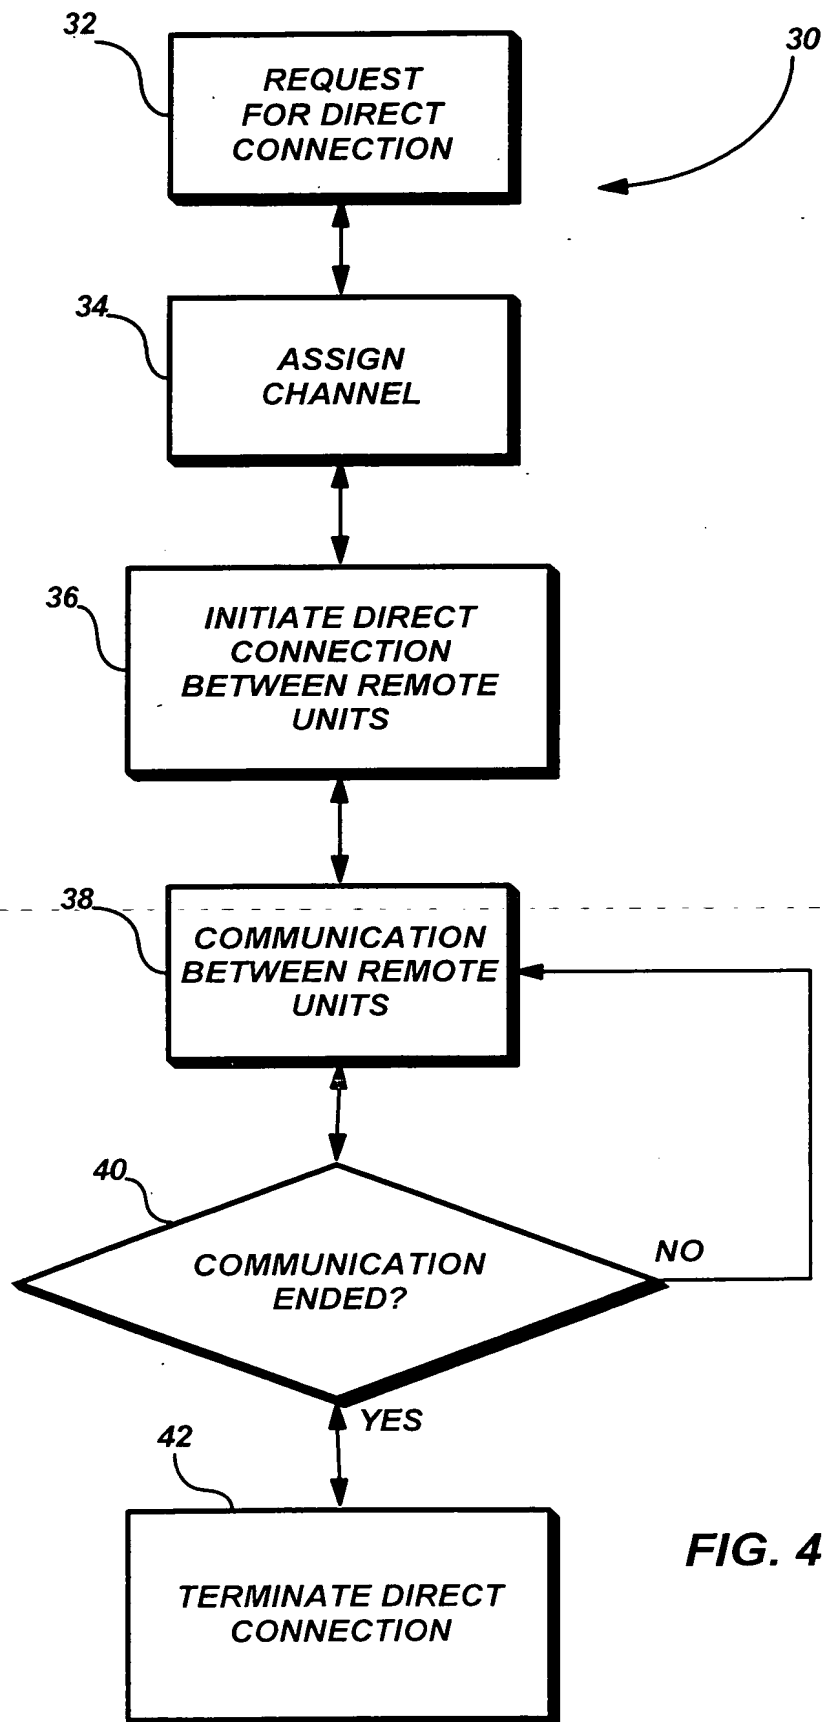 32
30
REQUEST
FOR DIRECT
CONNECTION
34
ASSIGN
CHANNEL
36
INITIATE DIRECT
CONNECTION
BETWEEN REMOTE
UNITS
38
COMMUNICATION
BETWEEN REMOTE
UNITS
40
COMMUNICATION
ENDED?
NO
YES
42
TERMINATE DIRECT
CONNECTION
FIG. 4